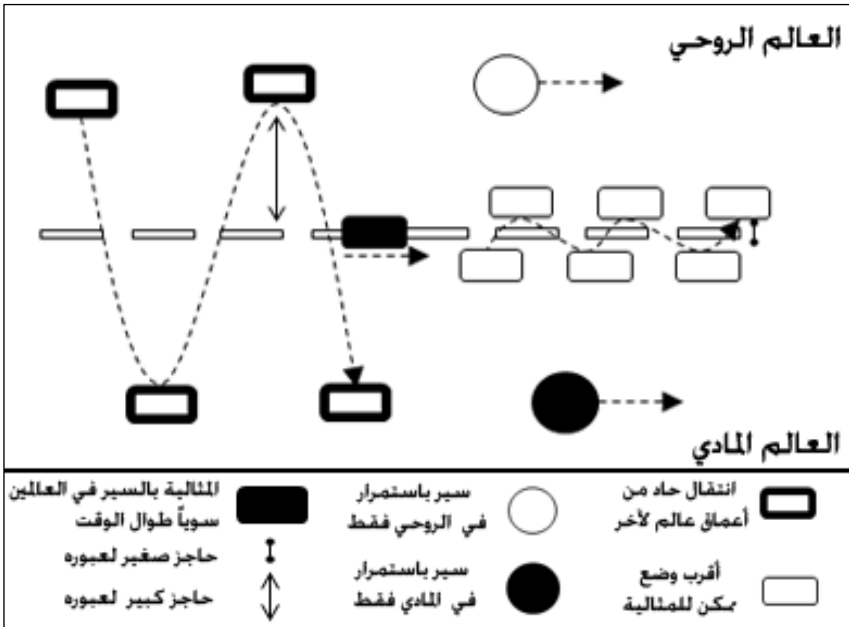 العالم الروحي
العالم المادي
انتقال حاد من
أعماق عالم لأخر
سير باستمرار
في الروحي فقط
المثالية بالسير في العالمين
سوياً طوال الوقت
حاجز صغير لعبوره
أقرب وضع
ممكن للمثالية
سير باستمرار
في المادي فقط
حاجز كبير لعبوره